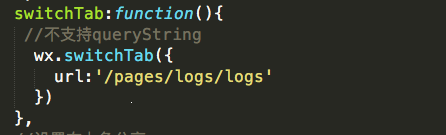 switchTab:function(){
//不支持queryString
wx.switchTab({
url:'/pages/logs/logs'
})
},